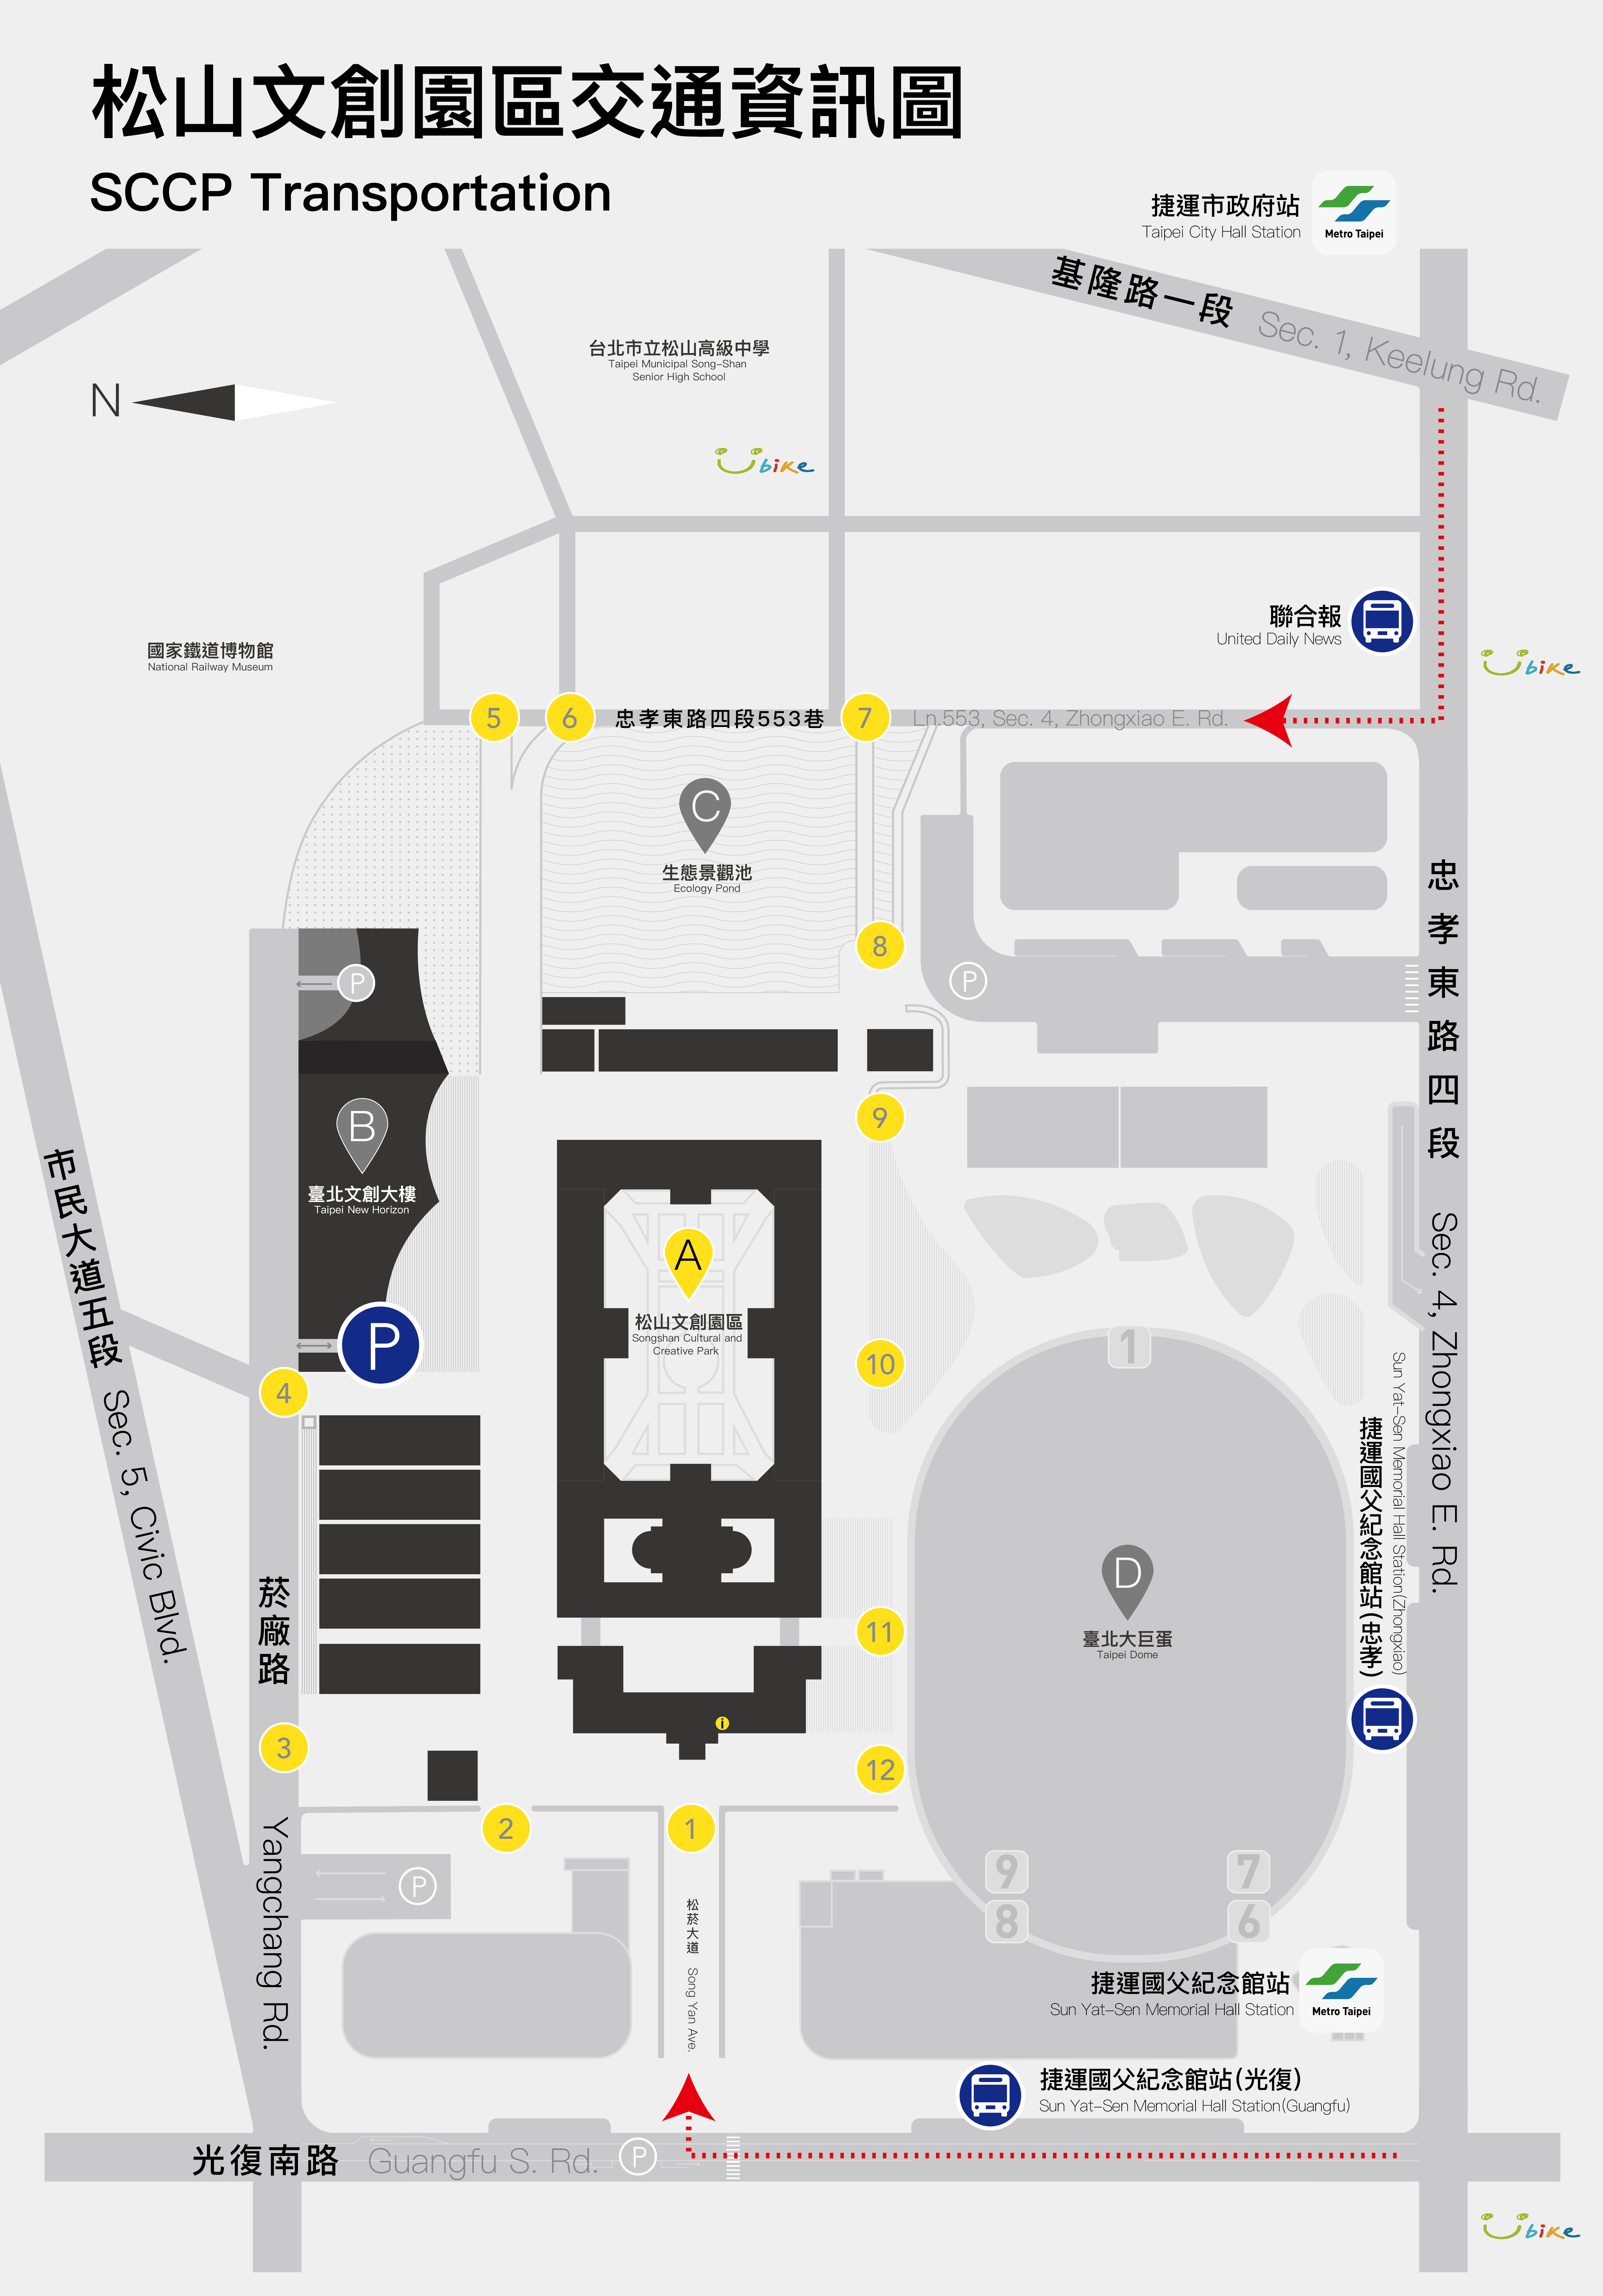 松山文創園區交通資訊圖
SCCP Transportation
捷運市政府站
Taipei City Hall Station
Metro Taipei
基隆路一段 Sec. 1, Keelung Rd.
台北市立松山高級中學
Taipei Municipal Song-Shan
Senior High School
N
Ubike
國家鐵道博物館
National Railway Museum
聯合報
United Daily News
Ubike
5
6
忠孝東路四段553巷
7
Ln.553, Sec. 4, Zhongxiao E. Rd.
C
生態景觀池
Ecology Pond
8
P
P
忠孝東路四段 Sec. 4, Zhongxiao E. Rd.
B
臺北文創大樓
Taipei New Horizon
9
市民大道五段 Sec. 5, Civic Blvd.
A
松山文創園區
Songshan Cultural and
Creative Park
P
4
10
1
捷運國父紀念館站(忠孝)
Sun Yat-Sen Memorial Hall Station(Zhongxiao)
菸廠路 Yangchang Rd.
D
臺北大巨蛋
Taipei Dome
11
i
3
12
2
1
P
9
7
8
6
松菸大道 Song Yan Ave.
捷運國父紀念館站
Sun Yat-Sen Memorial Hall Station
Metro Taipei
捷運國父紀念館站(光復)
Sun Yat-Sen Memorial Hall Station(Guangfu)
光復南路 Guangfu S. Rd.
P
Ubike